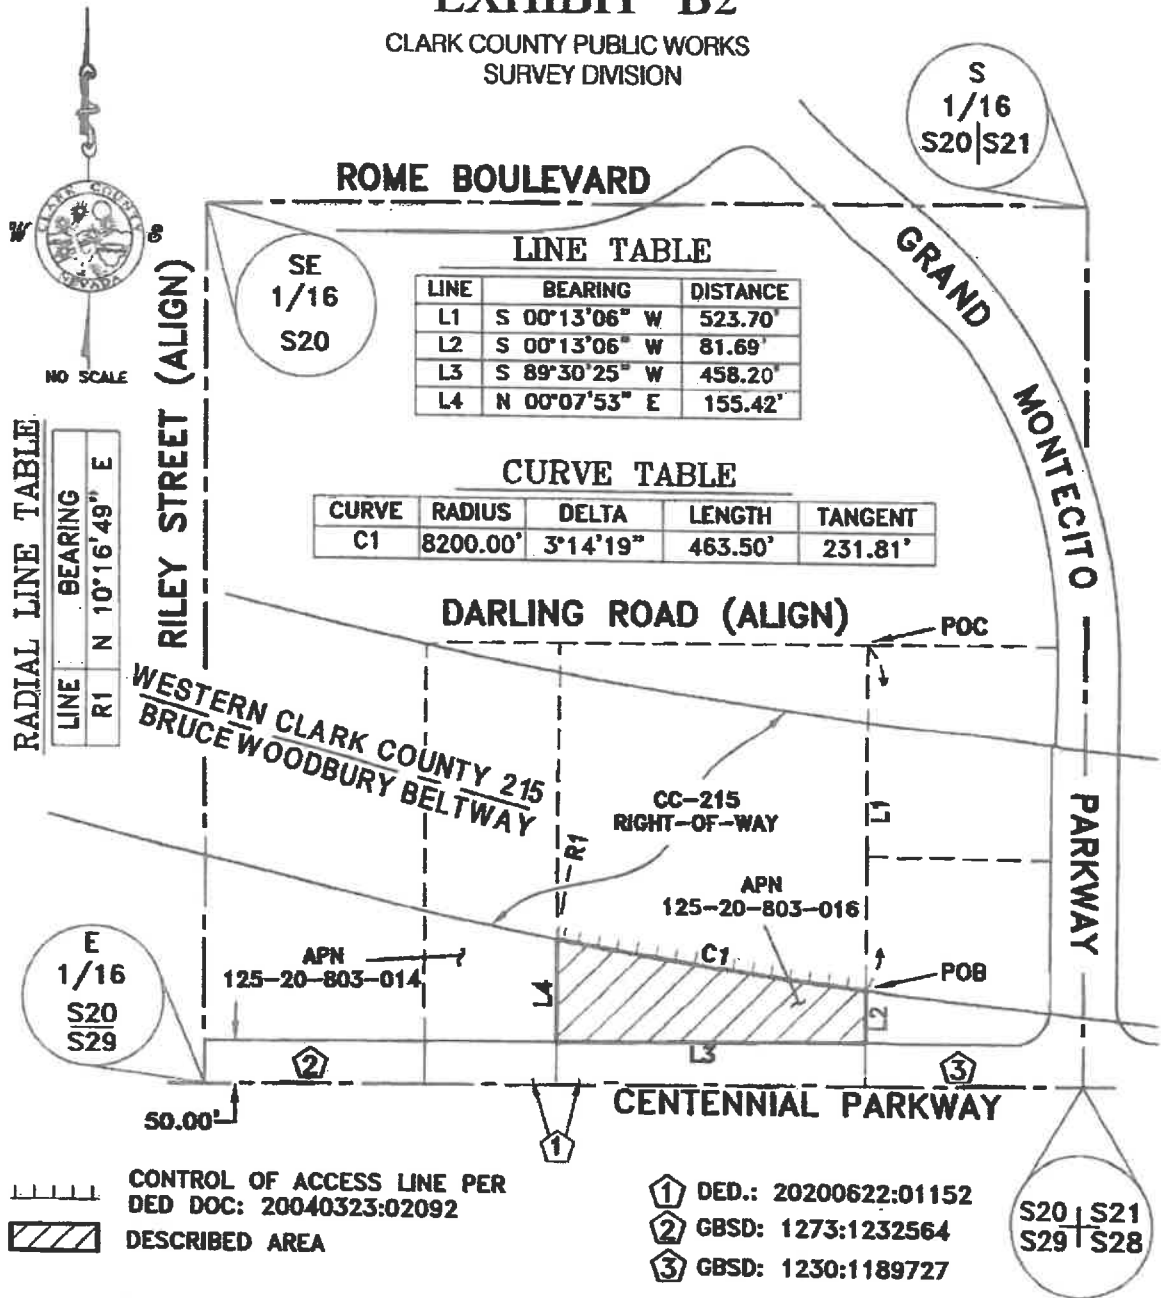 EXHIBIT "B2"
CLARK COUNTY PUBLIC WORKS
SURVEY DIVISION
S
1/16
S20|S21
ROME BOULEVARD
W
CLARK COUNTY
NEVADA
NO SCALE
SE
1/16
S20
RILEY STREET (ALIGN)
GRAND MONTECITO PARKWAY
LINE TABLE
LINE BEARING DISTANCE
L1 S 00°13'06" W 523.70'
L2 S 00°13'06" W 81.69'
L3 S 89°30'25" W 458.20'
L4 N 00°07'53" E 155.42'
RADIAL LINE TABLE
LINE BEARING
R1 N 10°16'49" E
CURVE TABLE
CURVE RADIUS DELTA LENGTH TANGENT
C1 8200.00' 3°14'19" 463.50' 231.81'
DARLING ROAD (ALIGN)
POC
WESTERN CLARK COUNTY 215
BRUCE WOODBURY BELTWAY
CC-215
RIGHT-OF-WAY
L1
R1
APN
125-20-803-016
C1
APN
125-20-803-014
POB
L4
L2
L3
E
1/16
S20
S29
2
3
50.00'
CENTENNIAL PARKWAY
1
CONTROL OF ACCESS LINE PER
DED DOC: 20040323:02092
DESCRIBED AREA
1 DED.: 20200622:01152
2 GBSD: 1273:1232564
3 GBSD: 1230:1189727
S20 S21
S29 S28